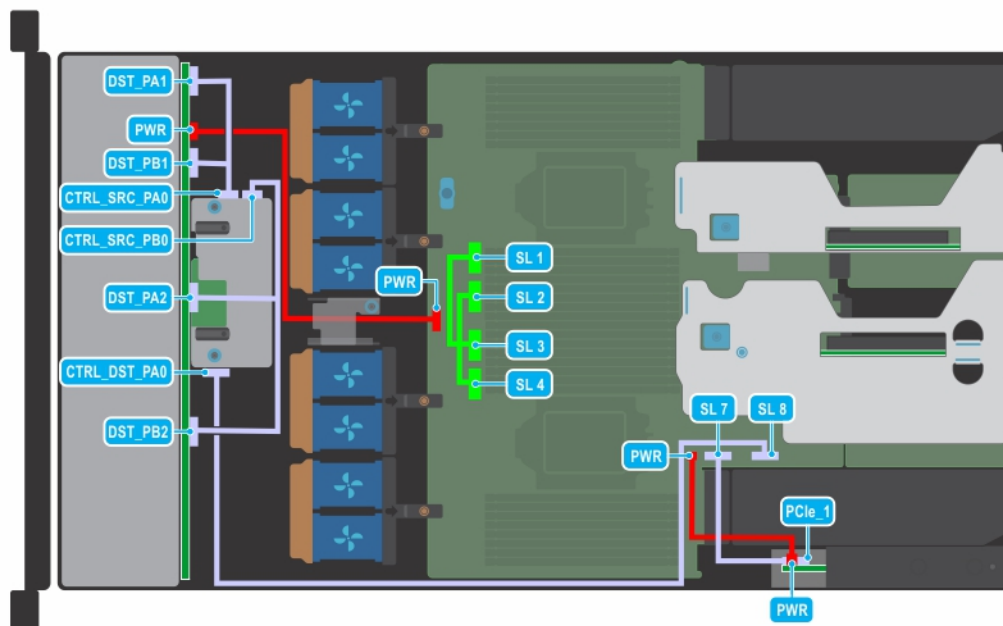 DST_PA1
PWR
DST_PB1
CTRL_SRC_PA0
CTRL_SRC_PB0
DST_PA2
CTRL_DST_PA0
DST_PB2
PWR
SL 1
SL 2
SL 3
SL 4
PWR
SL 7
SL 8
PCIe_1
PWR